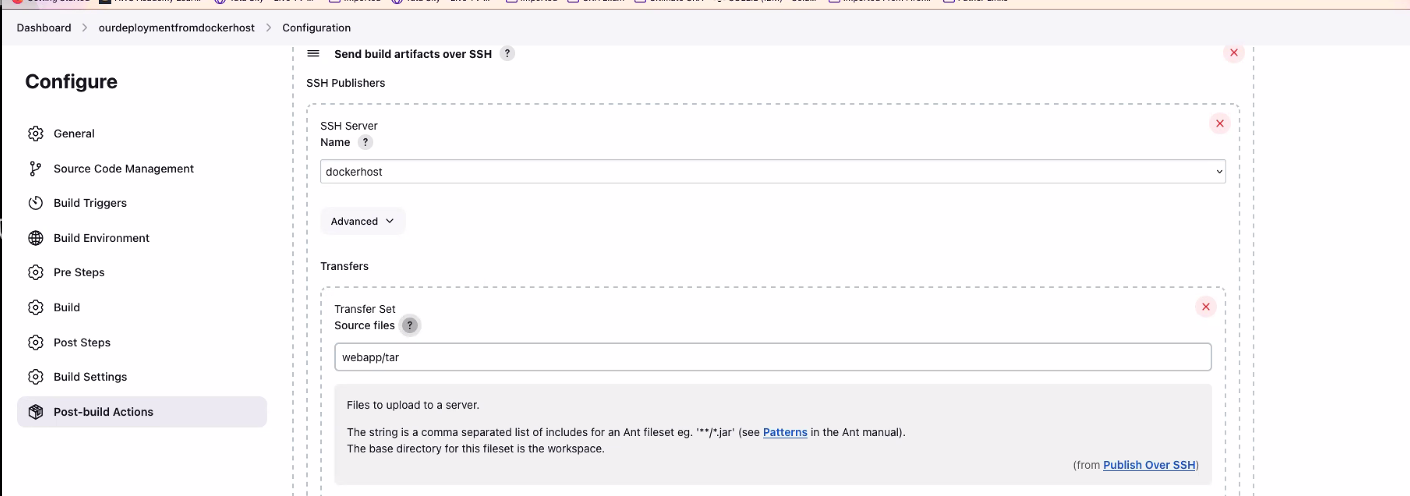 Dashboard > ourdeploymentfromdockerhost > Configuration
Configure
General
Source Code Management
Build Triggers
Build Environment
Pre Steps
Build
Post Steps
Build Settings
Post-build Actions
Send build artifacts over SSH ?
SSH Publishers
SSH Server
Name ?
dockerhost
Advanced
Transfers
Transfer Set
Source files ?
webapp/tar
Files to upload to a server.
The string is a comma separated list of includes for an Ant fileset eg. '**/*.jar' (see Patterns in the Ant manual).
The base directory for this fileset is the workspace.
(from Publish Over SSH)